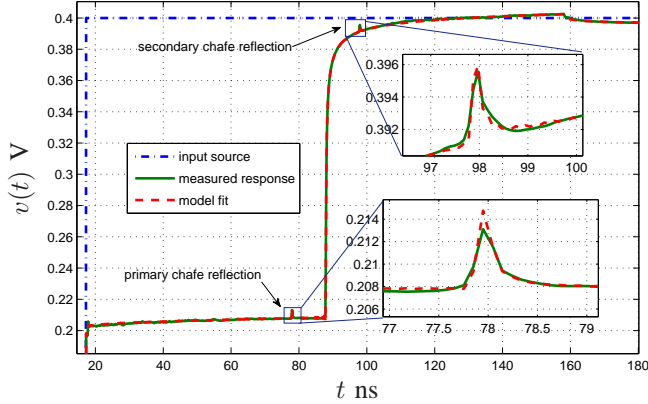 0.4
0.38
0.36
0.34
0.32
0.3
0.28
0.26
0.24
0.22
0.2
v(t) V
secondary chafe reflection
0.396
0.394
0.392
97 98 99 100
input source
measured response
model fit
0.214
0.212
0.21
0.208
0.206
77 77.5 78 78.5 79
primary chafe reflection
20 40 60 80 100 120 140 160 180
t ns